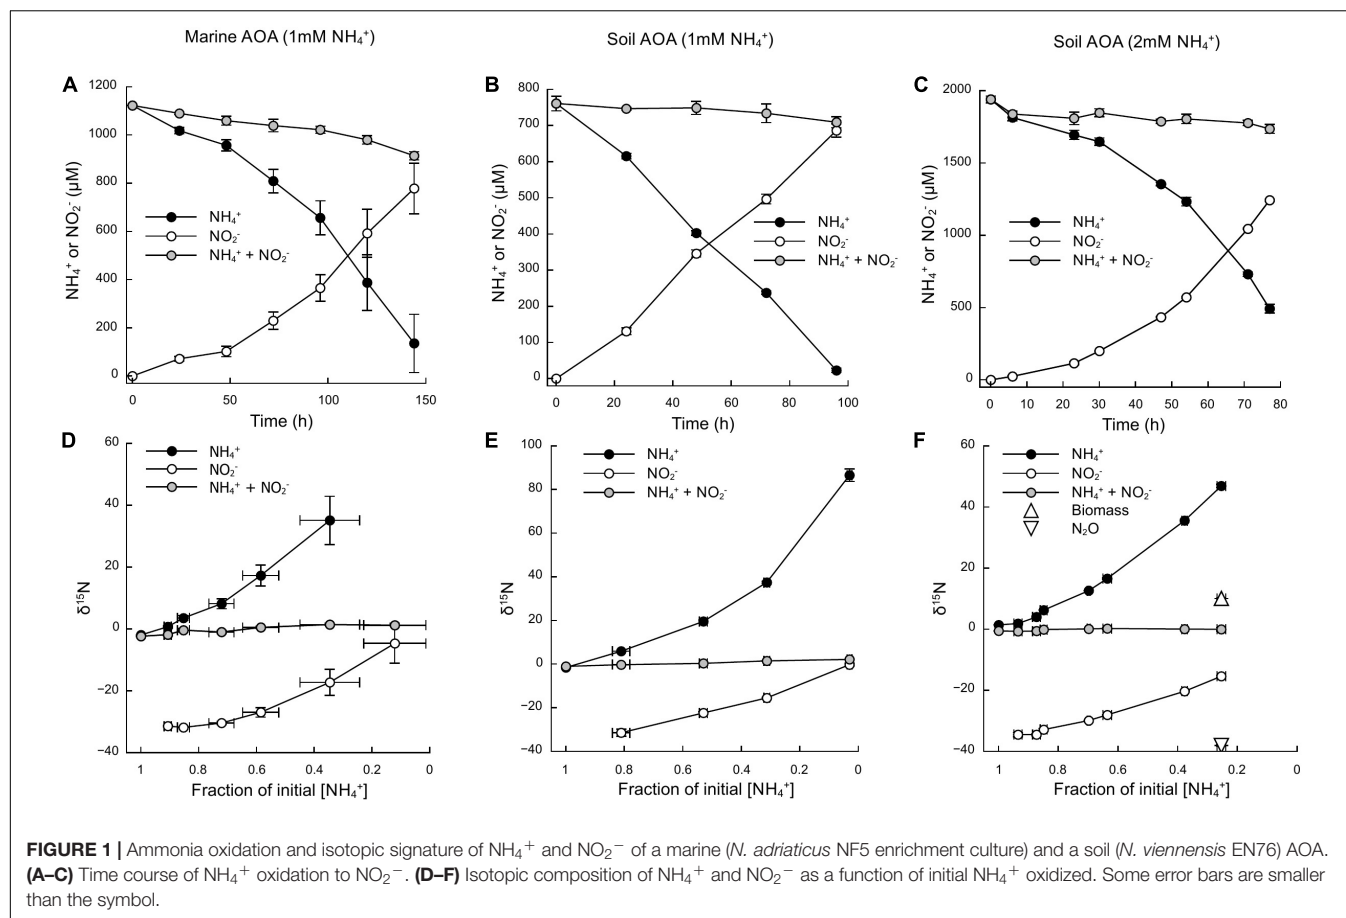 Marine AOA (1mM NH₄⁺)
Soil AOA (1mM NH₄⁺)
Soil AOA (2mM NH₄⁺)
A
1200
1000
800
600
400
200
0
NH₄⁺ or NO₂⁻ (µM)
NH₄⁺
NO₂⁻
NH₄⁺ + NO₂⁻
0
50
100
150
Time (h)
B
800
700
600
500
400
300
200
100
0
NH₄⁺ or NO₂⁻ (µM)
NH₄⁺
NO₂⁻
NH₄⁺ + NO₂⁻
0
20
40
60
80
100
Time (h)
C
2000
1500
1000
500
0
NH₄⁺ or NO₂⁻ (µM)
NH₄⁺
NO₂⁻
NH₄⁺ + NO₂⁻
0
10
20
30
40
50
60
70
80
Time (h)
D
60
40
20
0
−20
−40
δ¹⁵N
NH₄⁺
NO₂⁻
NH₄⁺ + NO₂⁻
1
0.8
0.6
0.4
0.2
0
Fraction of initial [NH₄⁺]
E
100
80
60
40
20
0
−20
−40
δ¹⁵N
NH₄⁺
NO₂⁻
NH₄⁺ + NO₂⁻
1
0.8
0.6
0.4
0.2
0
Fraction of initial [NH₄⁺]
F
60
40
20
0
−20
−40
δ¹⁵N
NH₄⁺
NO₂⁻
NH₄⁺ + NO₂⁻
Biomass
N₂O
1
0.8
0.6
0.4
0.2
0
Fraction of initial [NH₄⁺]
FIGURE 1 | Ammonia oxidation and isotopic signature of NH₄⁺ and NO₂⁻ of a marine (N. adriaticus NF5 enrichment culture) and a soil (N. viennensis EN76) AOA.
(A–C) Time course of NH₄⁺ oxidation to NO₂⁻. (D–F) Isotopic composition of NH₄⁺ and NO₂⁻ as a function of initial NH₄⁺ oxidized. Some error bars are smaller
than the symbol.